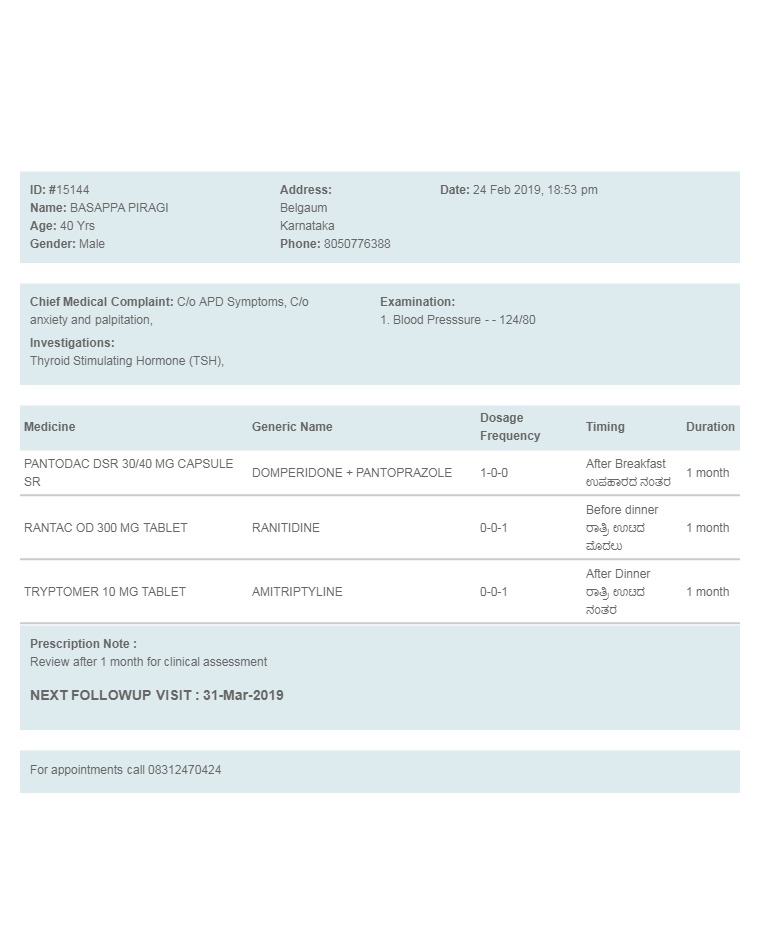 ID: #15144
Name: BASAPPA PIRAGI
Age: 40 Yrs
Gender: Male
Address:
Belgaum
Karnataka
Phone: 8050776388
Date: 24 Feb 2019, 18:53 pm
Chief Medical Complaint: C/o APD Symptoms, C/o
anxiety and palpitation,
Investigations:
Thyroid Stimulating Hormone (TSH),
Examination:
1. Blood Presssure - - 124/80
Medicine Generic Name Dosage Frequency Timing Duration
PANTODAC DSR 30/40 MG CAPSULE SR DOMPERIDONE + PANTOPRAZOLE 1-0-0 After Breakfast ಉಪಹಾರದ ನಂತರ 1 month
RANTAC OD 300 MG TABLET RANITIDINE 0-0-1 Before dinner ರಾತ್ರಿ ಊಟದ ಮೊದಲು 1 month
TRYPTOMER 10 MG TABLET AMITRIPTYLINE 0-0-1 After Dinner ರಾತ್ರಿ ಊಟದ ನಂತರ 1 month
Prescription Note :
Review after 1 month for clinical assessment
NEXT FOLLOWUP VISIT : 31-Mar-2019
For appointments call 08312470424